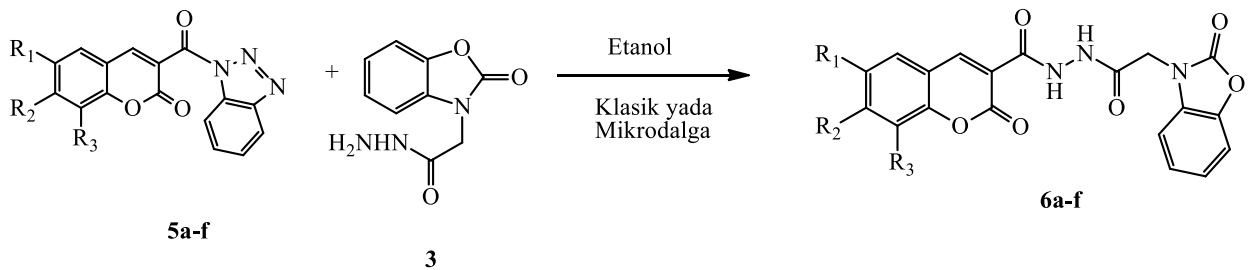 O
R₁
N
N
N
R₂
O
O
R₃
5a-f
+
O
O
N
H₂NHN
O
3
Etanol
Klasik yada
Mikrodalga
O
H
N
N
H
O
N
O
O
R₁
R₂
O
O
R₃
6a-f